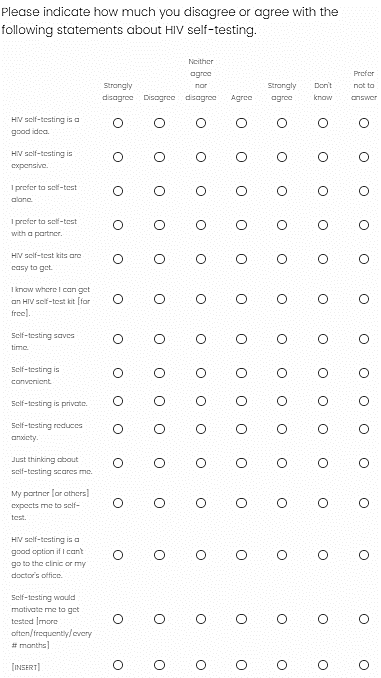 Please indicate how much you disagree or agree with the
following statements about HIV self-testing.
Strongly disagree
Disagree
Neither agree nor disagree
Agree
Strongly agree
Don't know
Prefer not to answer
HIV self-testing is a
good idea.
HIV self-testing is
expensive.
I prefer to self-test
alone.
I prefer to self-test
with a partner.
HIV self-test kits are
easy to get.
I know where I can get
an HIV self-test kit [for
free].
Self-testing saves
time.
Self-testing is
convenient.
Self-testing is private.
Self-testing reduces
anxiety.
Just thinking about
self-testing scares me.
My partner [or others]
expects me to self-
test.
HIV self-testing is a
good option if I can't
go to the clinic or my
doctor's office.
Self-testing would
motivate me to get
tested [more
often/frequently/every
# months]
[INSERT]